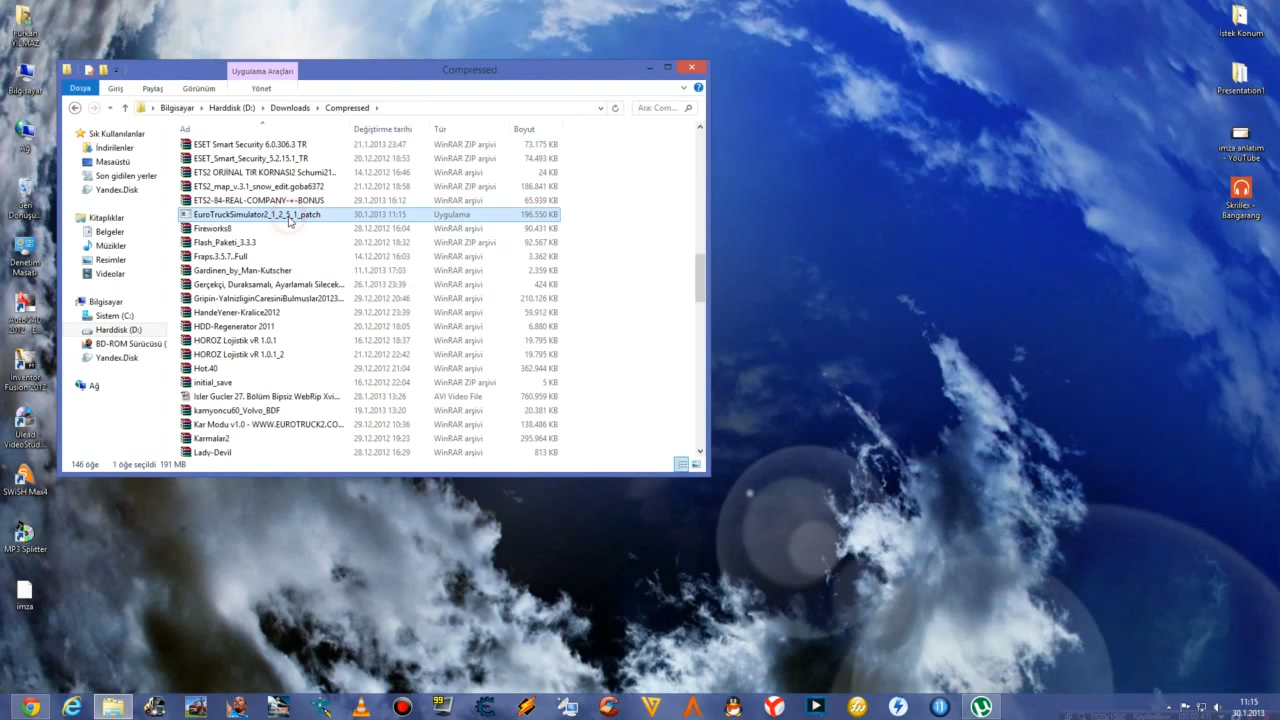 Furkan
YILMAZ
Bilgisayar
Ağ
Geri
Dönüşü...
Denetim
Masası
AutoCAD
2012 - E...
Inventor
Fusion 2012
Ulead
VideoStud...
SWiSH Max4
MP3 Splitter
imza
Uygulama Araçları
Compressed
Dosya
Giriş
Paylaş
Görünüm
Yönet
Bilgisayar
Harddisk (D:)
Downloads
Compressed
Ara: Com...
Sık Kullanılanlar
İndirilenler
Masaüstü
Son gidilen yerler
Yandex.Disk
Kitaplıklar
Belgeler
Müzikler
Resimler
Videolar
Bilgisayar
Sistem (C:)
Harddisk (D:)
BD-ROM Sürücüsü (
Yandex.Disk
Ağ
Ad Değiştirme tarihi Tür Boyut
ESET Smart Security 6.0.306.3 TR 21.1.2013 23:47 WinRAR ZIP arşivi 73.175 KB
ESET_Smart_Security_5.2.15.1_TR 20.12.2012 18:53 WinRAR ZIP arşivi 74.493 KB
ETS2 ORJİNAL TIR KORNASI2 Schumi21... 14.12.2012 16:46 WinRAR arşivi 24 KB
ETS2_map_v.3.1_snow_edit.goba6372 21.12.2012 18:58 WinRAR arşivi 186.841 KB
ETS2-84-REAL-COMPANY-+-BONUS 29.1.2013 16:12 WinRAR arşivi 65.939 KB
EuroTruckSimulator2_1_2_5_1_patch 30.1.2013 11:15 Uygulama 196.550 KB
Fireworks8 28.12.2012 16:04 WinRAR arşivi 90.431 KB
Flash_Paketi_3.3.3 20.12.2012 18:32 WinRAR ZIP arşivi 92.567 KB
Fraps.3.5.7..Full 14.12.2012 16:03 WinRAR arşivi 3.362 KB
Gardinen_by_Man-Kutscher 11.1.2013 17:03 WinRAR arşivi 2.359 KB
Gerçekçi, Duraksamalı, Ayarlamalı Silecek... 26.1.2013 23:39 WinRAR arşivi 424 KB
Gripin-YalnizliginCaresiniBulmuslar20123... 29.12.2012 20:46 WinRAR arşivi 210.126 KB
HandeYener-Kralice2012 29.12.2012 23:39 WinRAR arşivi 59.912 KB
HDD-Regenerator 2011 20.12.2012 18:05 WinRAR arşivi 6.880 KB
HOROZ Lojistik vR 1.0.1 16.12.2012 18:37 WinRAR arşivi 19.795 KB
HOROZ Lojistik vR 1.0.1_2 21.12.2012 22:42 WinRAR arşivi 19.795 KB
Hot.40 29.12.2012 21:04 WinRAR arşivi 362.944 KB
initial_save 16.12.2012 22:04 WinRAR ZIP arşivi 5 KB
Isler Gucler 27. Bölüm Bipsiz WebRip Xvi... 28.1.2013 13:26 AVI Video File 760.959 KB
kamyoncu60_Volvo_BDF 19.1.2013 13:20 WinRAR arşivi 20.381 KB
Kar Modu v1.0 - WWW.EUROTRUCK2.CO... 29.12.2012 10:36 WinRAR arşivi 138.486 KB
Karmalar2 29.12.2012 19:23 WinRAR arşivi 295.964 KB
Lady-Devil 28.12.2012 16:59 WinRAR arşivi 813 KB
146 öğe 1 öğe seçildi 191 MB
İstek Konum
Presentation1
imza anlatım
- YouTube
Skrillex -
Bangarang
99
11:15
30.1.2013